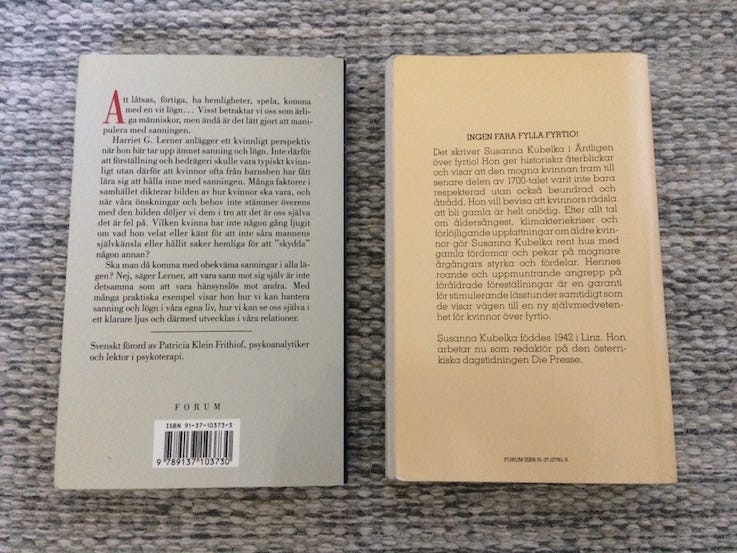 Att låtsas, förtiga, ha hemligheter, spela, komma
med en vit lögn... Visst betraktar vi oss som ärli-
ga människor, men ändå är det lätt gjort att mani-
pulera med sanningen.
Harriet G. Lerner anlägger ett kvinnligt perspektiv
när hon här tar upp ämnet sanning och lögn. Inte därför
att förställning och bedrägeri skulle vara typiskt kvinn-
ligt utan därför att kvinnor ofta från barnsben har fått
lära sig att hålla inne med sanningen. Många faktorer i
samhället dikterar bilden av hur kvinnor ska vara, och
när våra önskningar och behov inte stämmer överens
med den bilden döljer vi dem i tro att det är oss själva
det är fel på. Vilken kvinna har inte någon gång ljugit
om vad hon velat eller känt för att inte såra mannens
självkänsla eller hållit saker hemliga för att "skydda"
någon annan?
Ska man då komma med obekväma sanningar i alla lä-
gen? Nej, säger Lerner, att vara sann mot sig själv är inte
detsamma som att vara hänsynslös mot andra. Med
många praktiska exempel visar hon hur vi kan hantera
sanning och lögn i våra egna liv, hur vi kan se oss själva i
ett klarare ljus och därmed utvecklas i våra relationer.
Svenskt förord av Patricia Klein Frithiof, psykoanalytiker
och lektor i psykoterapi.
FORUM
ISBN 91-37-10373-3
9 789137 103730
INGEN FARA FYLLA FYRTIO!
Det skriver Susanna Kubelka i Äntligen
över fyrtio! Hon ger historiska återblickar
och visar att den mogna kvinnan fram till
senare delen av 1700-talet varit inte bara
respekterad utan också beundrad och
åtrådd. Hon vill bevisa att kvinnors rädsla
att bli gamla är helt onödig. Efter allt tal
om åldersångest, klimakteriekriser och
förlöjligande uppfattningar om äldre kvin-
nor gör Susanna Kubelka rent hus med
gamla fördomar och pekar på mognare
årgångars styrka och fördelar. Hennes
roande och uppmuntrande angrepp på
föråldrade föreställningar är en garanti
för stimulerande lässtunder samtidigt som
de visar vägen till en ny självmedveten-
het för kvinnor över fyrtio.
Susanna Kubelka föddes 1942 i Linz. Hon
arbetar nu som redaktör på den österri-
kiska dagstidningen Die Presse.
FORUM ISBN